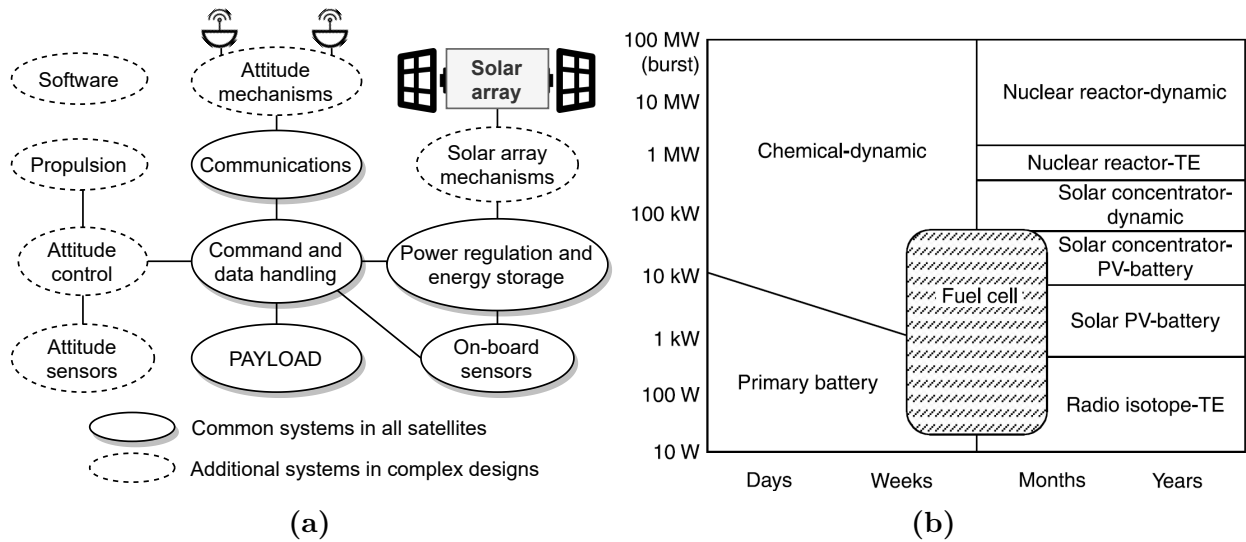 Software
Attitude
mechanisms
Solar
array
Propulsion
Communications
Solar array
mechanisms
Attitude
control
Command and
data handling
Power regulation and
energy storage
Attitude
sensors
PAYLOAD
On-board
sensors
Common systems in all satellites
Additional systems in complex designs
(a)
100 MW
(burst)
10 MW
1 MW
100 kW
10 kW
1 kW
100 W
10 W
Chemical-dynamic
Primary battery
Fuel cell
Nuclear reactor-dynamic
Nuclear reactor-TE
Solar concentrator-
dynamic
Solar concentrator-
PV-battery
Solar PV-battery
Radio isotope-TE
Days
Weeks
Months
Years
(b)